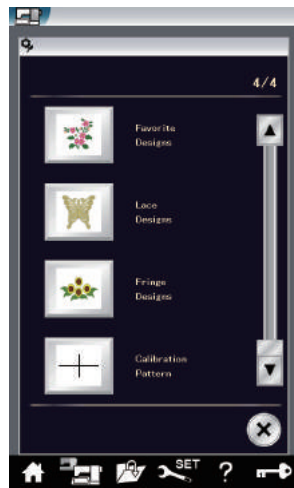 4/4
Favorite
Designs
Lace
Designs
Fringe
Designs
Calibration
Pattern
SET
?